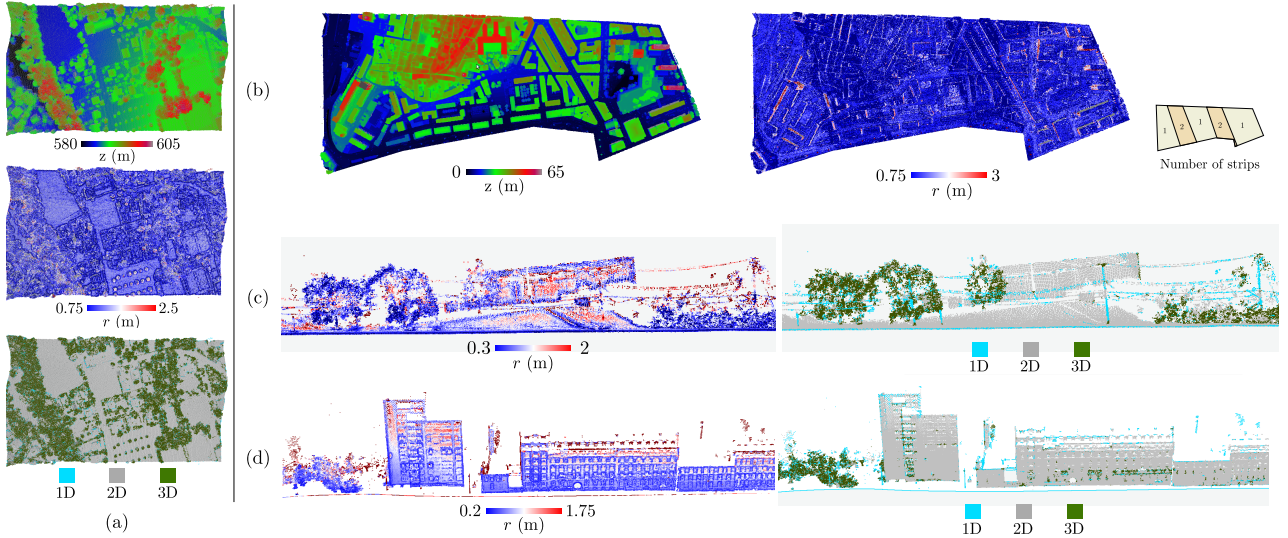 580 605
z (m)
0.75 2.5
r (m)
1D 2D 3D
(a)
(b)
0 65
z (m)
0.75 3
r (m)
1 2 1 2 1
Number of strips
(c)
0.3 2
r (m)
1D 2D 3D
(d)
0.2 1.75
r (m)
1D 2D 3D